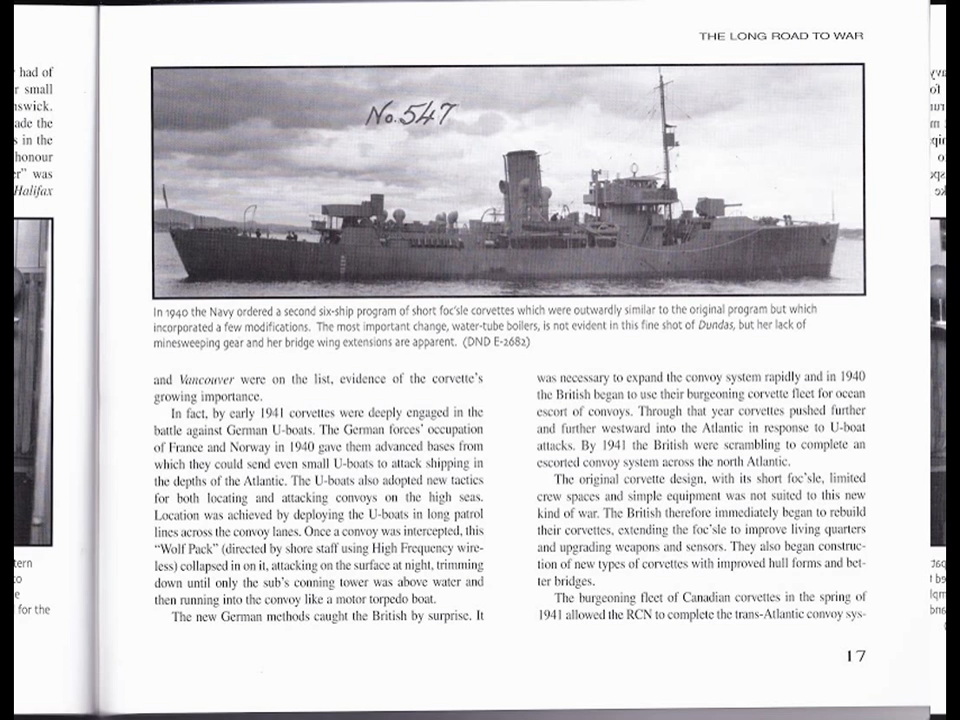 THE LONG ROAD TO WAR
had of
r small
swick.
ade the
s in the
honour
r" was
Halifax
No. 547
In 1940 the Navy ordered a second six-ship program of short foc'sle corvettes which were outwardly similar to the original program but which
incorporated a few modifications. The most important change, water-tube boilers, is not evident in this fine shot of Dundas, but her lack of
minesweeping gear and her bridge wing extensions are apparent. (DND E-2682)
and Vancouver were on the list, evidence of the corvette's
growing importance.
In fact, by early 1941 corvettes were deeply engaged in the
battle against German U-boats. The German forces' occupation
of France and Norway in 1940 gave them advanced bases from
which they could send even small U-boats to attack shipping in
the depths of the Atlantic. The U-boats also adopted new tactics
for both locating and attacking convoys on the high seas.
Location was achieved by deploying the U-boats in long patrol
lines across the convoy lanes. Once a convoy was intercepted, this
"Wolf Pack" (directed by shore staff using High Frequency wire-
less) collapsed in on it, attacking on the surface at night, trimming
down until only the sub's conning tower was above water and
then running into the convoy like a motor torpedo boat.
The new German methods caught the British by surprise. It
was necessary to expand the convoy system rapidly and in 1940
the British began to use their burgeoning corvette fleet for ocean
escort of convoys. Through that year corvettes pushed further
and further westward into the Atlantic in response to U-boat
attacks. By 1941 the British were scrambling to complete an
escorted convoy system across the north Atlantic.
The original corvette design, with its short foc'sle, limited
crew spaces and simple equipment was not suited to this new
kind of war. The British therefore immediately began to rebuild
their corvettes, extending the foc'sle to improve living quarters
and upgrading weapons and sensors. They also began construc-
tion of new types of corvettes with improved hull forms and bet-
ter bridges.
The burgeoning fleet of Canadian corvettes in the spring of
1941 allowed the RCN to complete the trans-Atlantic convoy sys-
tern
to
e
for the
17